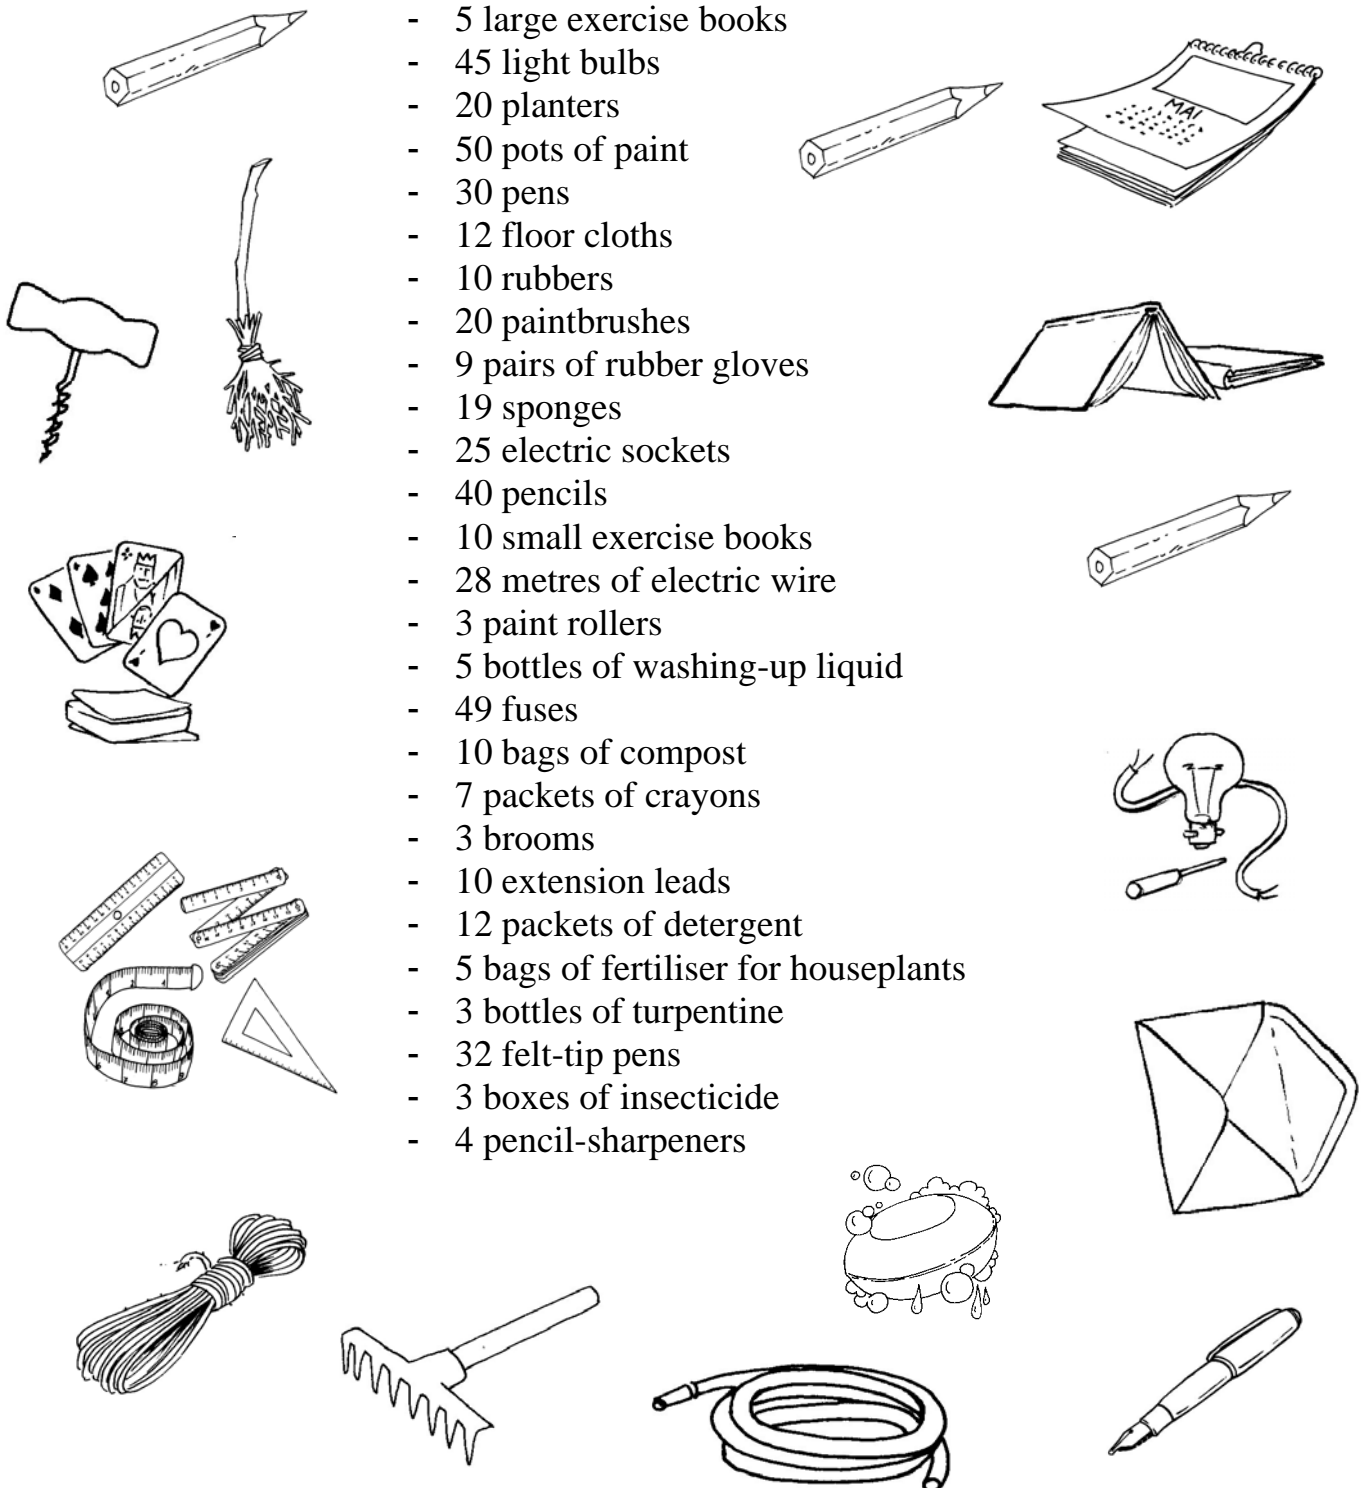 - 5 large exercise books
- 45 light bulbs
- 20 planters
- 50 pots of paint
- 30 pens
- 12 floor cloths
- 10 rubbers
- 20 paintbrushes
- 9 pairs of rubber gloves
- 19 sponges
- 25 electric sockets
- 40 pencils
- 10 small exercise books
- 28 metres of electric wire
- 3 paint rollers
- 5 bottles of washing-up liquid
- 49 fuses
- 10 bags of compost
- 7 packets of crayons
- 3 brooms
- 10 extension leads
- 12 packets of detergent
- 5 bags of fertiliser for houseplants
- 3 bottles of turpentine
- 32 felt-tip pens
- 3 boxes of insecticide
- 4 pencil-sharpeners
MAI